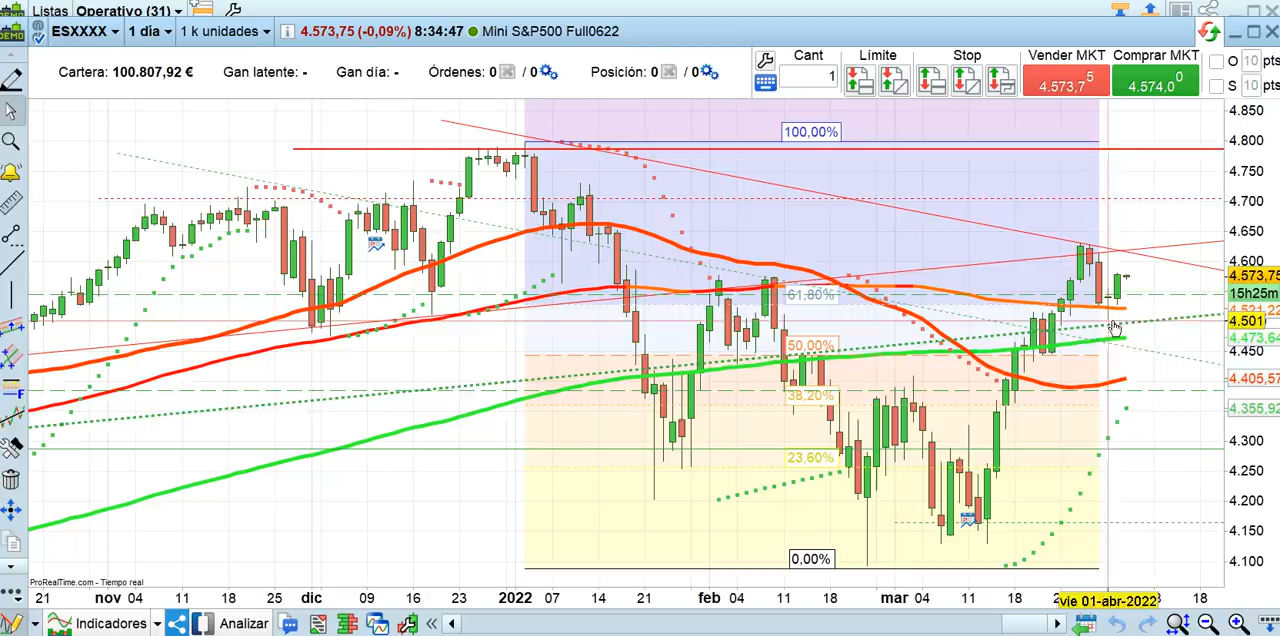 DEMO Listas Operativo (31)
DEMO ESXXXX 1 día 1 k unidades 4.573,75 (-0,09%) 8:34:47 Mini S&P500 Full0622
Cant Límite Stop Vender MKT Comprar MKT O 10 pts
Cartera: 100.807,92 € Gan latente: - Gan día: - Órdenes: 0 / 0 Posición: 0 / 0 1 4.573,7 5 4.574,0 0 S 10 pts
4.850
100,00% 4.800
4.750
4.700
4.650
4.600
4.573,75
61,80% 15h25m
4.501
50,00% 4.473,64
4.450
4.405,57
38,20%
4.355,92
4.300
23,60%
4.250
4.200
4.150
0,00% 4.100
ProRealTime.com - Tiempo real
21 nov 04 11 18 25 dic 10 16 23 2022 07 14 21 feb 04 11 18 mar 04 11 18 vie 01-abr-2022 18
Indicadores Analizar